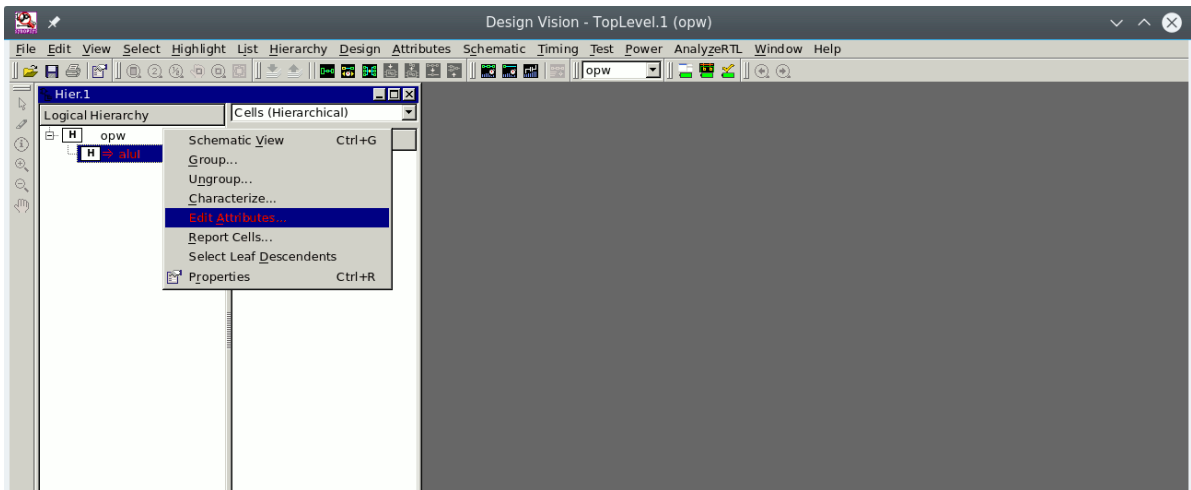 Design Vision - TopLevel.1 (opw)
File Edit View Select Highlight List Hierarchy Design Attributes Schematic Timing Test Power AnalyzeRTL Window Help
opw
Hier.1
Logical Hierarchy Cells (Hierarchical)
H opw
H ⇒ aluI
Schematic View Ctrl+G
Group...
Ungroup...
Characterize...
Edit Attributes...
Report Cells...
Select Leaf Descendents
Properties Ctrl+R